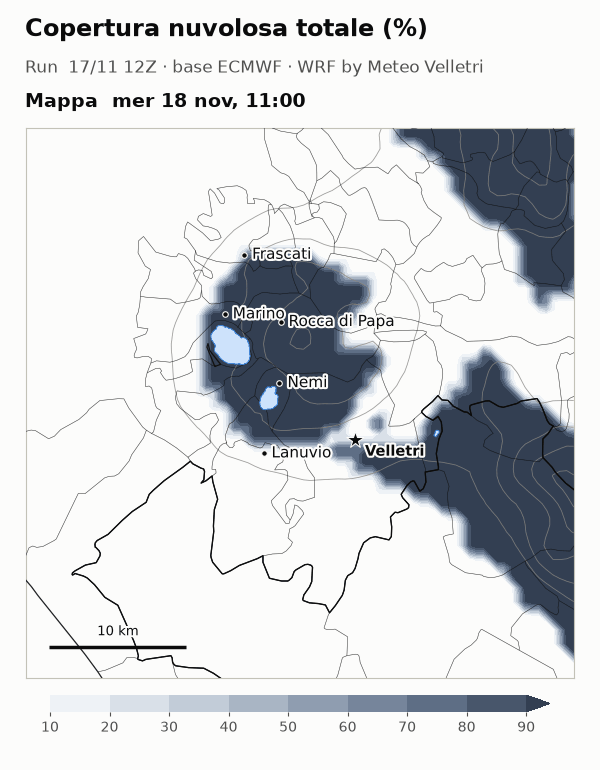 Copertura nuvolosa totale (%)
Run 17/11 12Z · base ECMWF · WRF by Meteo Velletri
Mappa mer 18 nov, 11:00
Frascati
Marino
Rocca di Papa
Nemi
Velletri
Lanuvio
10 km
10 20 30 40 50 60 70 80 90